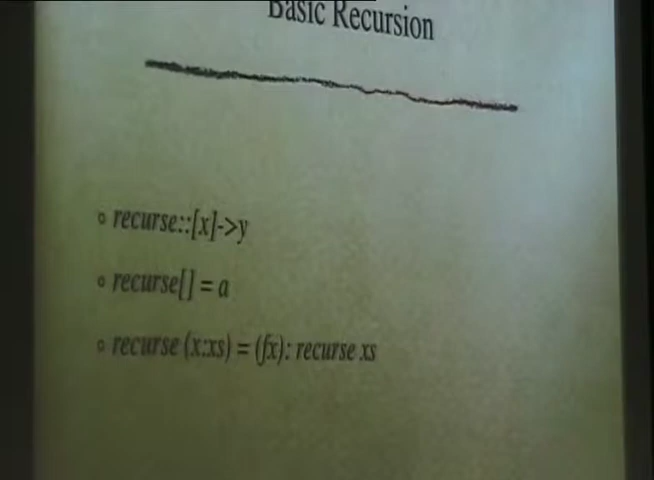 Basic Recursion
recurse::[x]->y
recurse[] = a
recurse (x:xs) = (fx): recurse xs